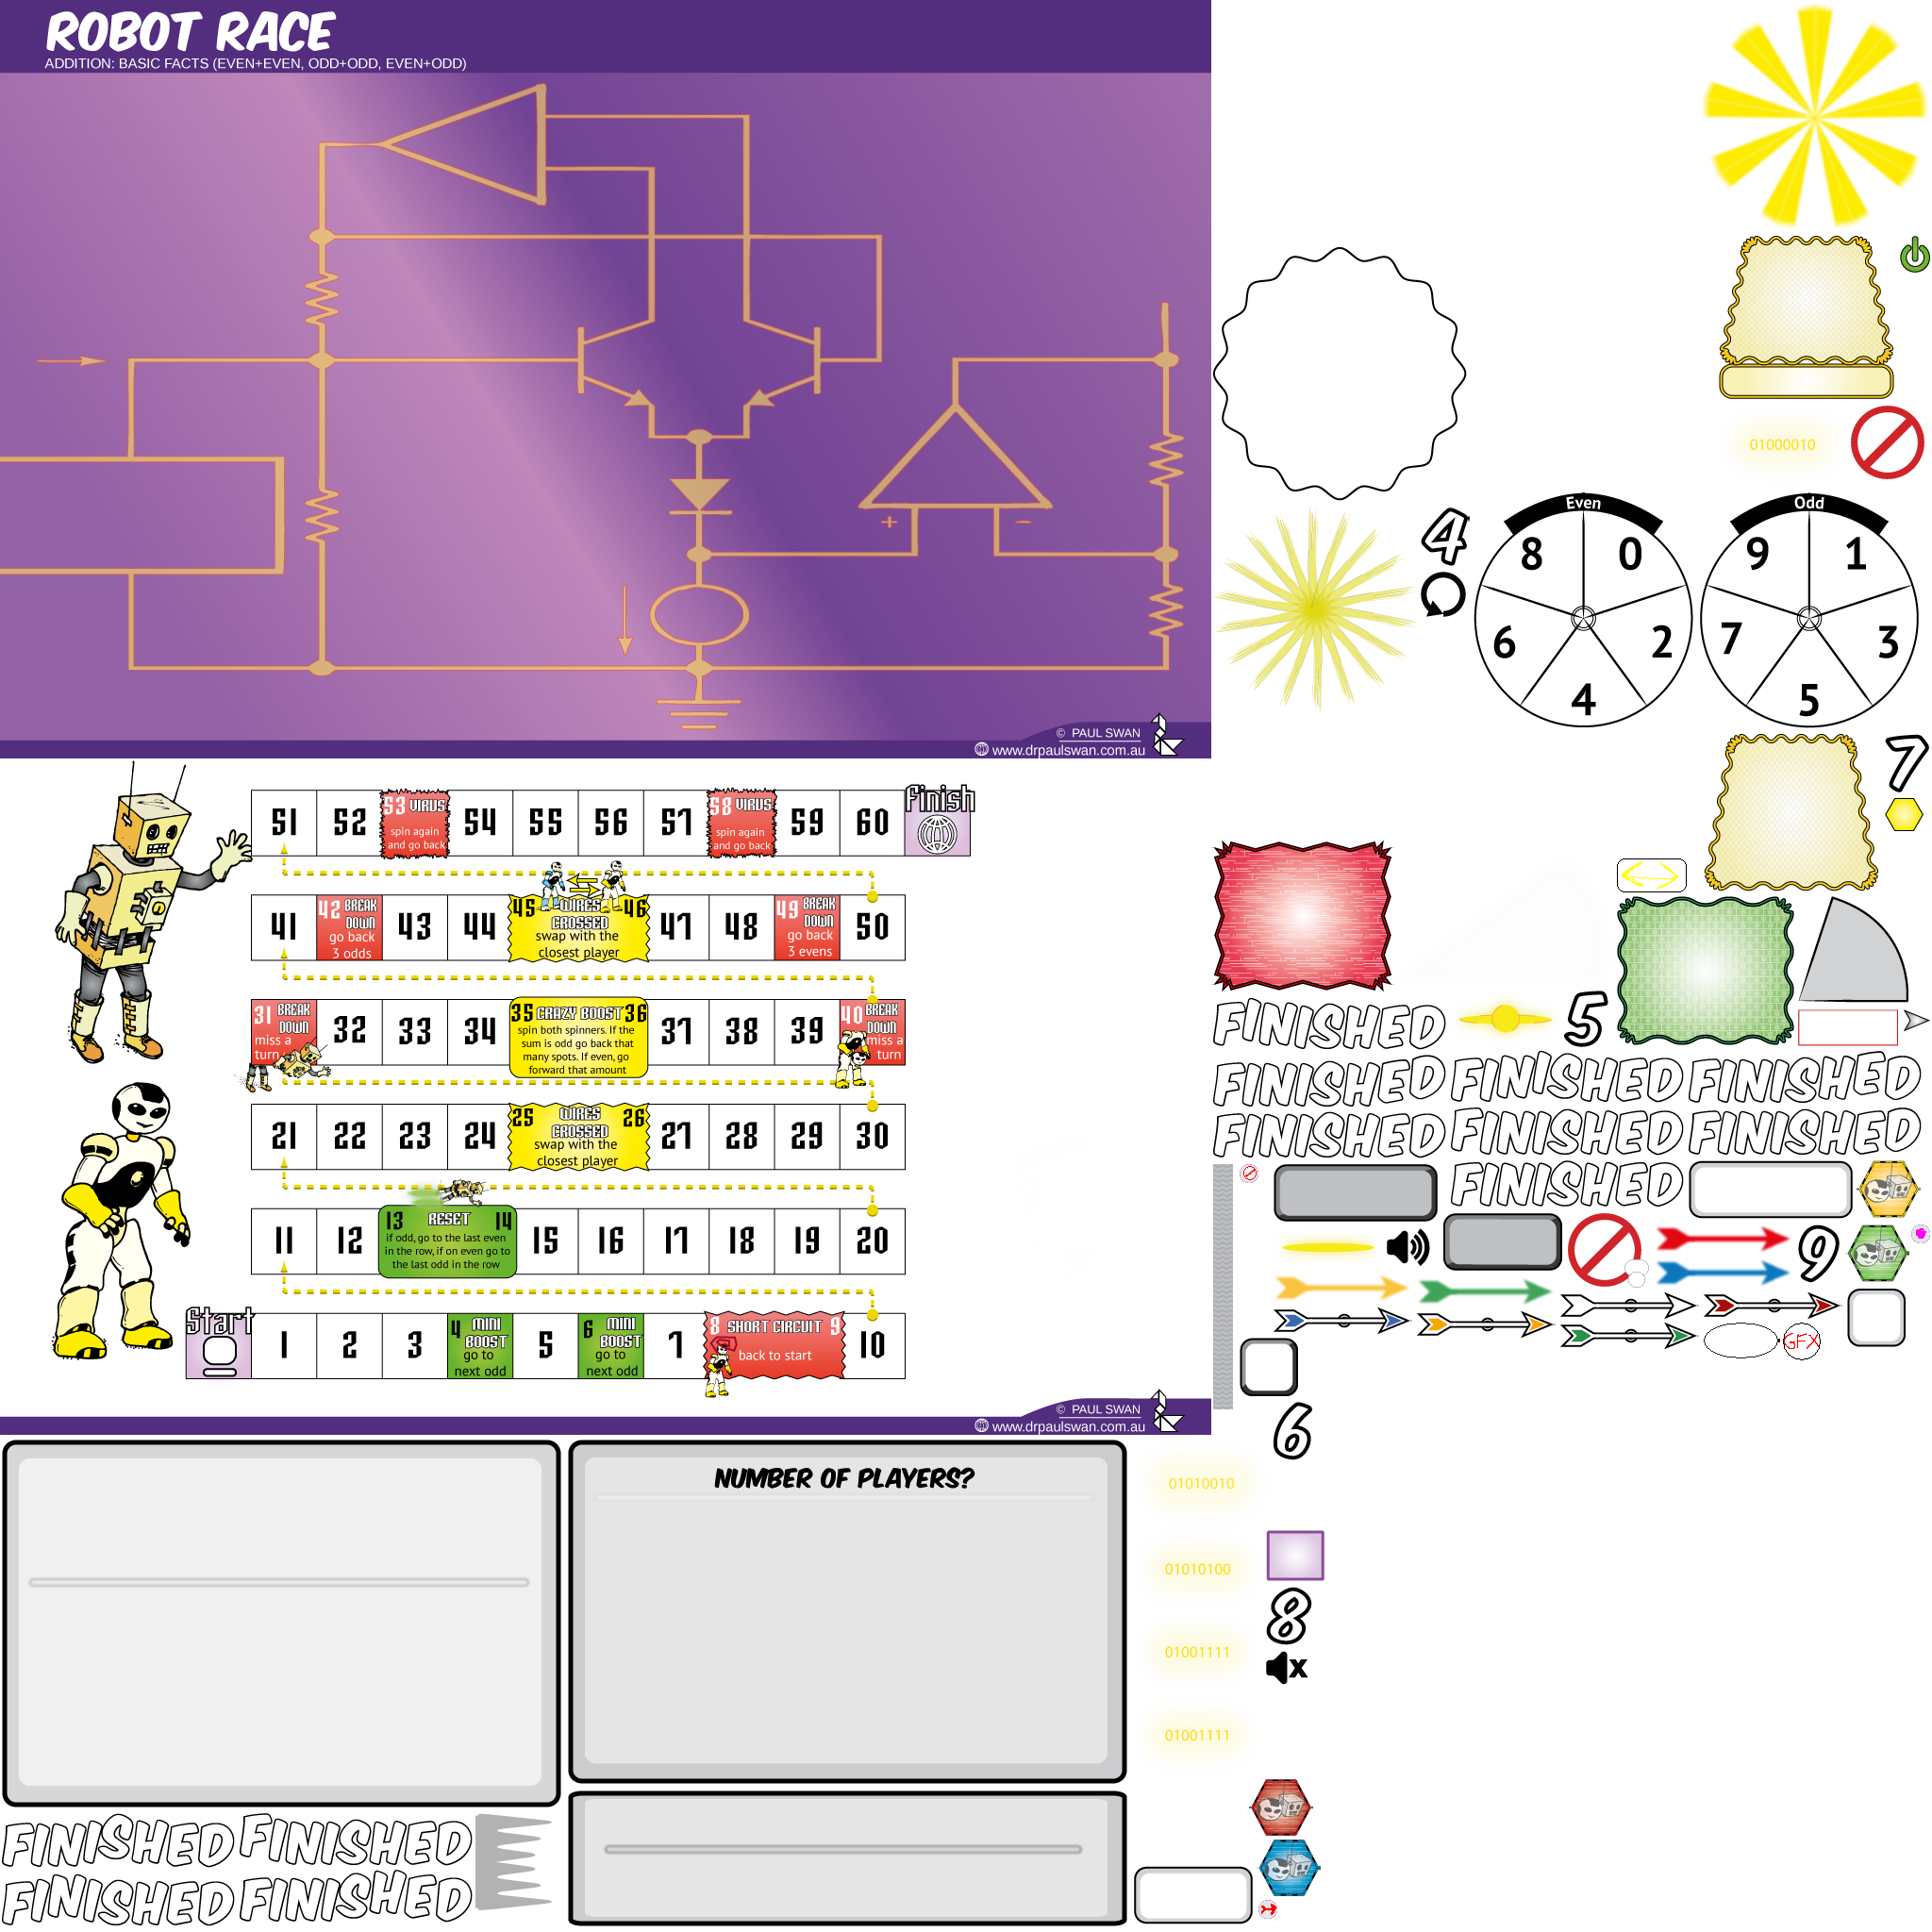 ROBOT RACE
ADDITION: BASIC FACTS (EVEN+EVEN, ODD+ODD, EVEN+ODD)
+ −
© PAUL SWAN
www.drpaulswan.com.au
01000010
4
Even
8 0 6 2 4
Odd
9 1 7 3 5
7
51 52 53 VIRUS 54 55 56 57 58 VIRUS 59 60 Finish
spin again
and go back
spin again
and go back
41 42 BREAK DOWN 43 44 45 WIRES CROSSED 46 47 48 49 BREAK DOWN 50
go back
3 odds
swap with the
closest player
go back
3 evens
31 BREAK DOWN 32 33 34 35 CRAZY BOOST 36 37 38 39 40 BREAK DOWN
miss a
turn
spin both spinners. If the
sum is odd go back that
many spots. If even, go
forward that amount
miss a
turn
21 22 23 24 25 WIRES CROSSED 26 27 28 29 30
swap with the
closest player
11 12 13 RESET 14 15 16 17 18 19 20
if odd, go to the last even
in the row, if on even go to
the last odd in the row
Start 1 2 3 4 MINI BOOST 5 6 MINI BOOST 7 8 SHORT CIRCUIT 9 10
go to
next odd
go to
next odd
back to start
© PAUL SWAN
www.drpaulswan.com.au
FINISHED
5
FINISHED FINISHED FINISHED
FINISHED FINISHED FINISHED
FINISHED
9
GFX
6
NUMBER OF PLAYERS?
01010010
01010100
8
01001111
x
01001111
FINISHED FINISHED
FINISHED FINISHED